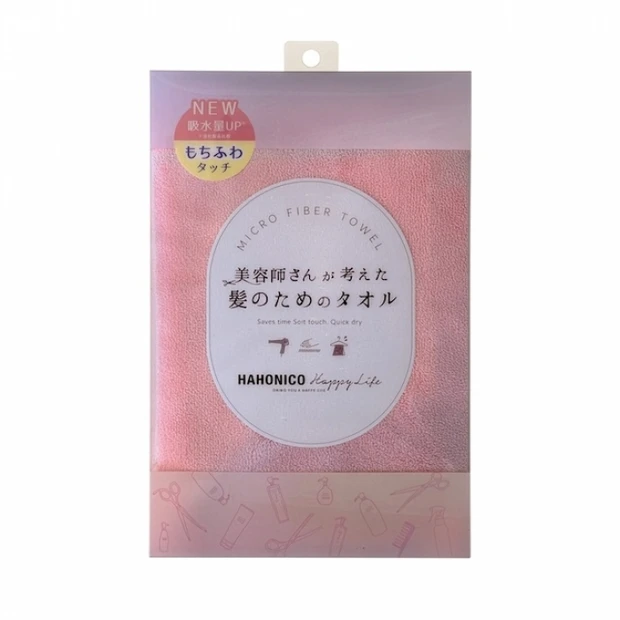 NEW
吸水量UP
もちふわ
タッチ
MICRO FIBER TOWEL
美容師さんが考えた
髪のためのタオル
Saves time Soft touch. Quick dry
HAHONICO Happy Life